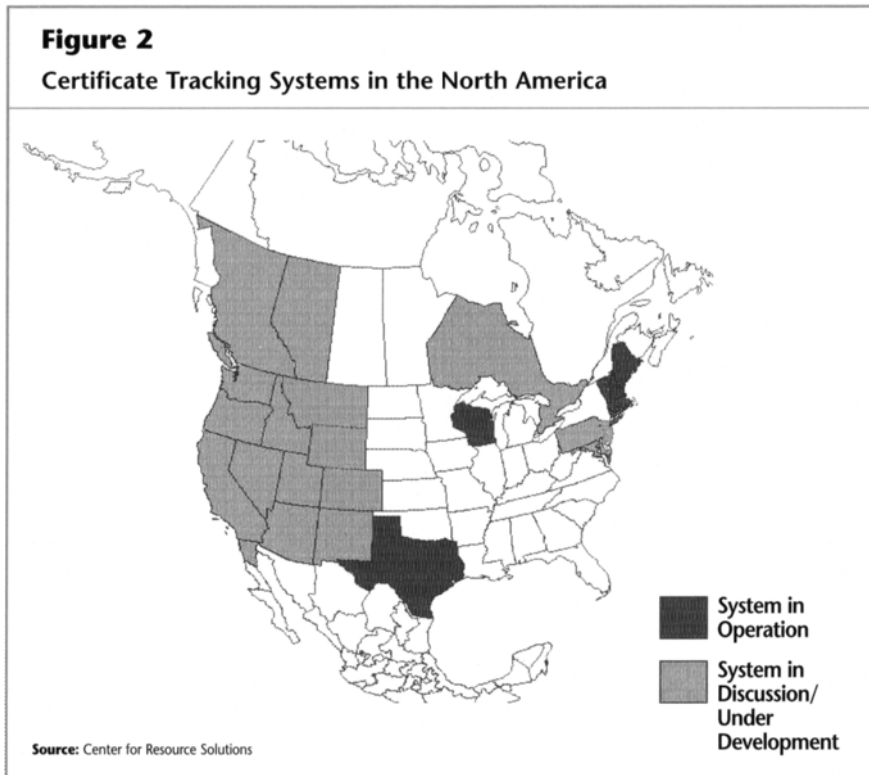 Figure 2
Certificate Tracking Systems in the North America
System in
Operation
System in
Discussion/
Under
Development
Source: Center for Resource Solutions